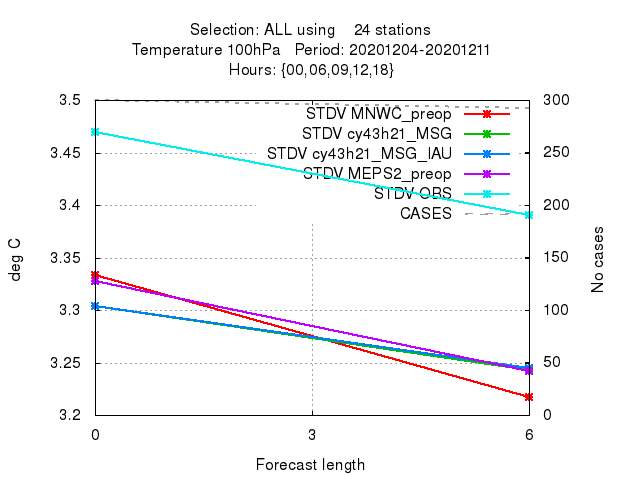 Selection: ALL using    24 stations
Temperature 100hPa   Period: 20201204-20201211
Hours: {00,06,09,12,18}
3.5
3.45
3.4
3.35
3.3
3.25
3.2
300
250
200
150
100
50
0
deg C
No cases
STDV MNWC_preop
STDV cy43h21_MSG
STDV cy43h21_MSG_IAU
STDV MEPS2_preop
STDV OBS
CASES
0 3 6
Forecast length